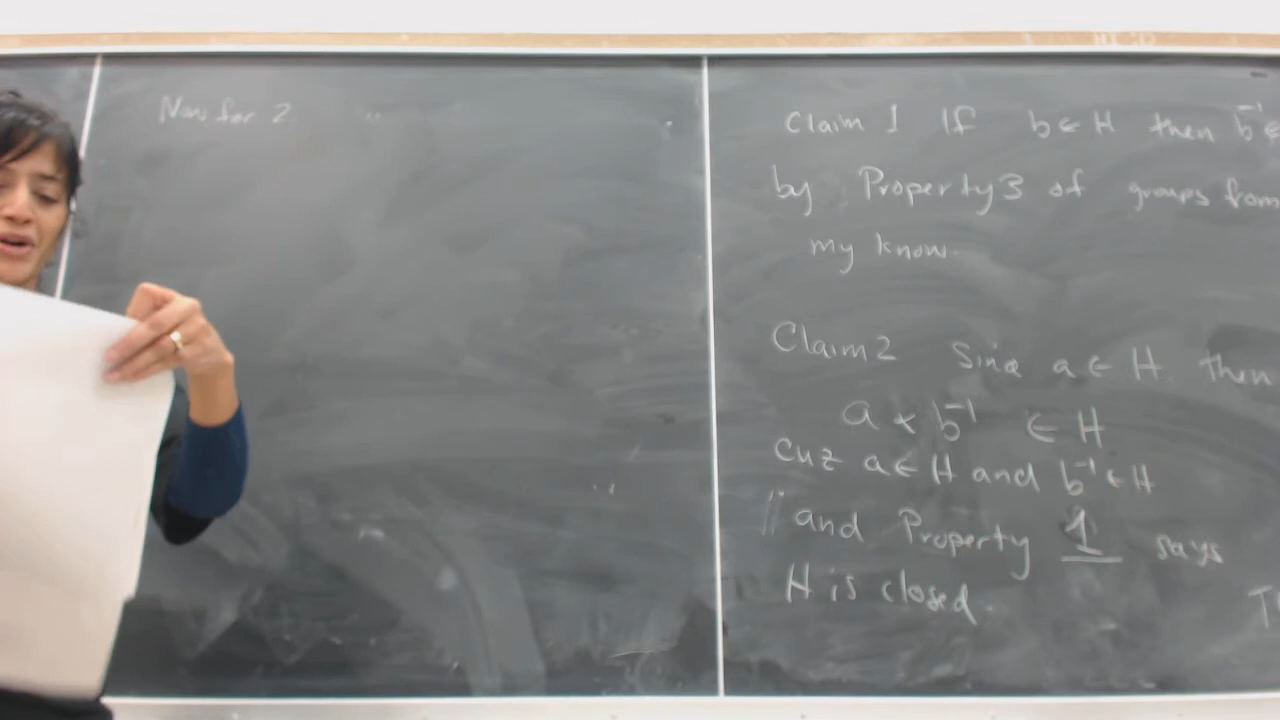 Now for 2
Claim 1 If b ∈ H then b⁻¹ ∈
by Property 3 of groups from
my know.
Claim 2 Since a ∈ H then
a * b⁻¹ ∈ H
cuz a ∈ H and b⁻¹ ∈ H
" and Property 1 says
H is closed.